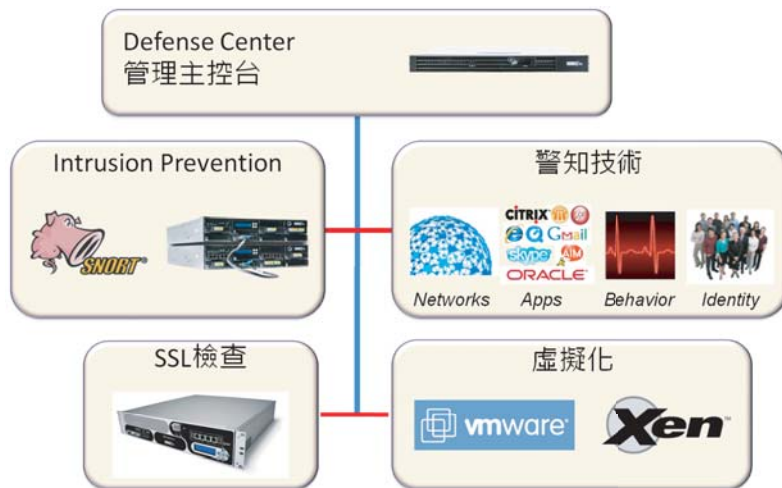 Defense Center
管理主控台
Intrusion Prevention
SNORT®
警知技術
CITRIX
Gmail
skype AIM
ORACLE
Networks Apps Behavior Identity
SSL檢查
虛擬化
vmware®
Xen™